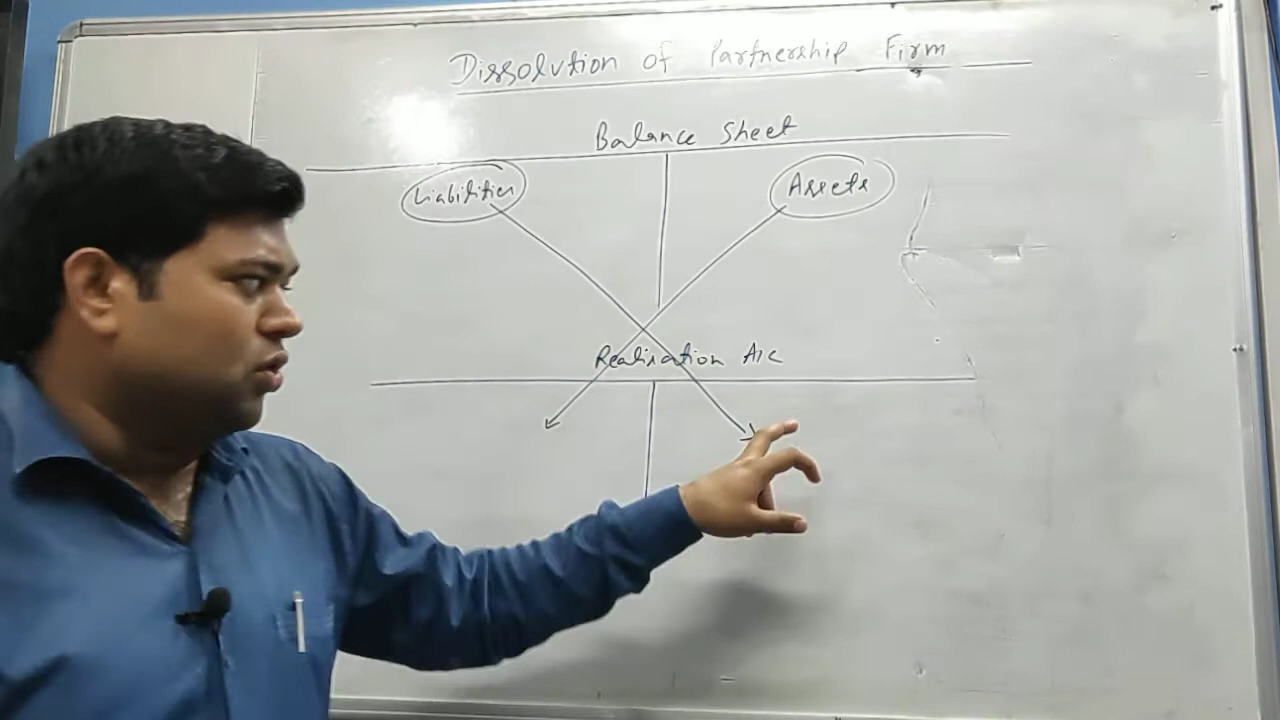 Dissolution of Partnership Firm
Balance Sheet
Liabilities
Assets
Realisation A/c